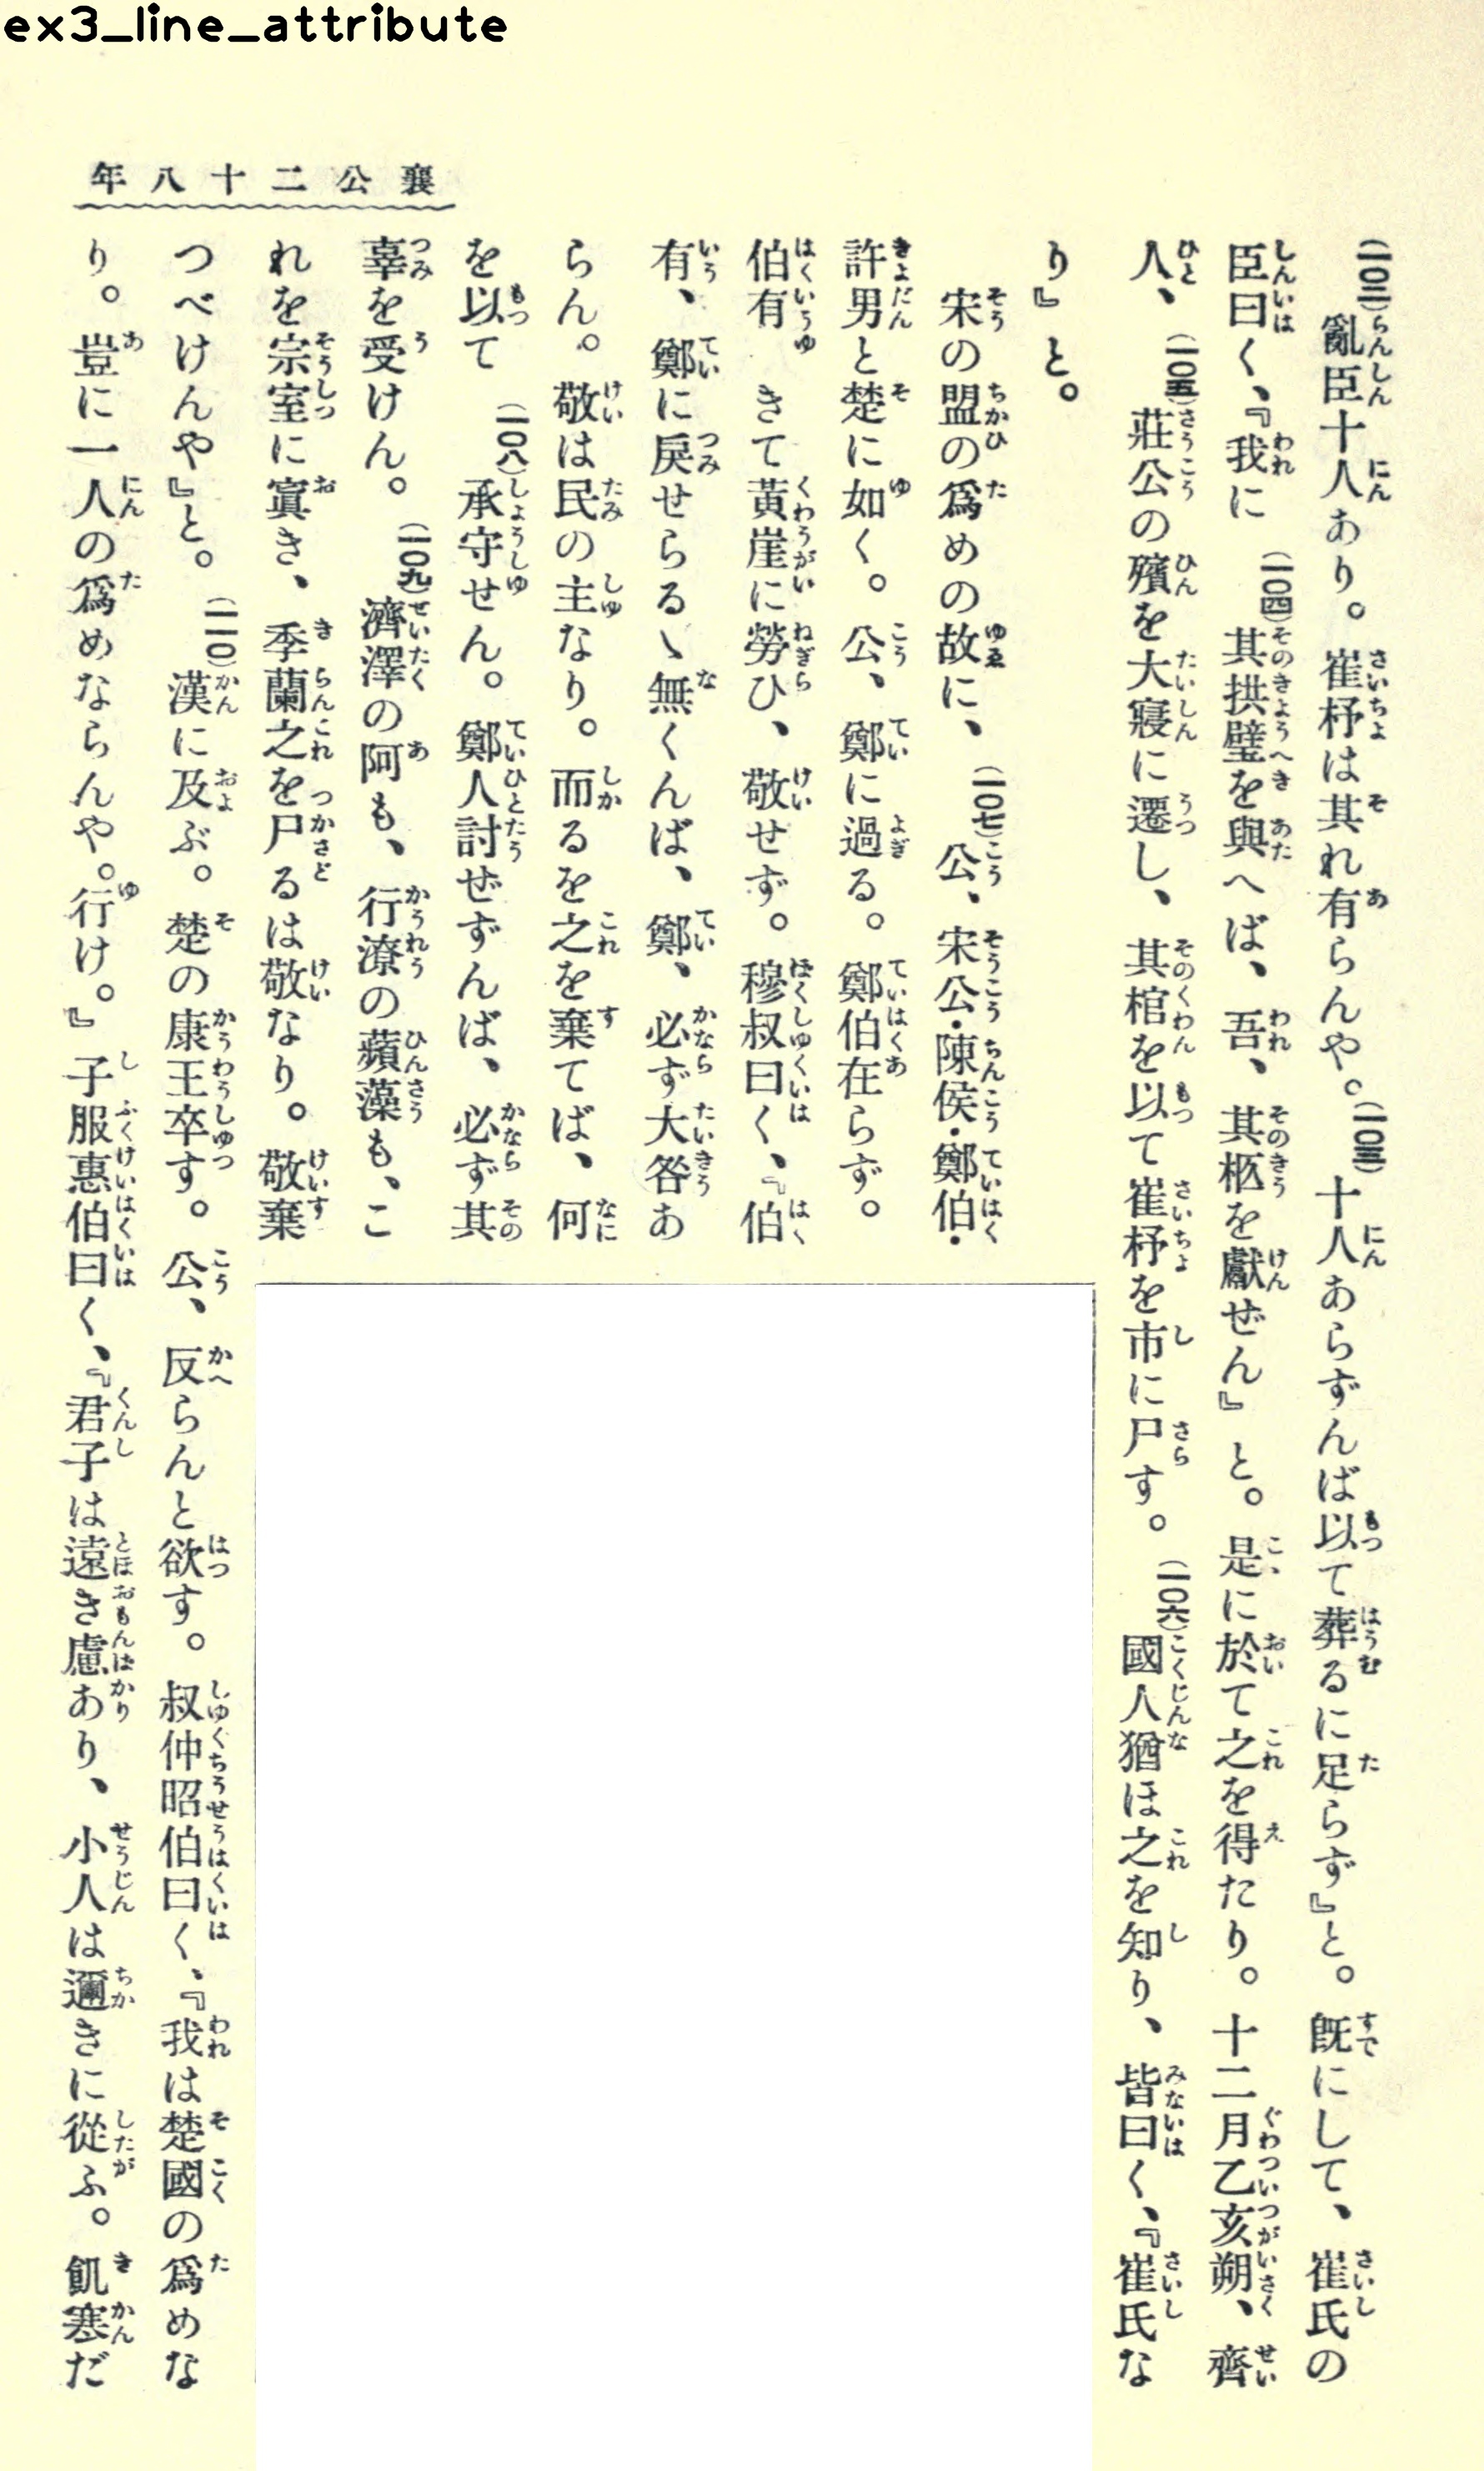 ex3_line_attribute
襄公二十八年
(一〇二)亂臣十人あり。崔杼は其れ有らんや。(一〇三)十人あらずんば以て葬るに足らず』と。既にして、崔氏の
臣曰く、『我に(一〇四)其拱璧を與へば、吾、其柩を獻ぜん』と。是に於て之を得たり。十二月乙亥朔、齊
人、(一〇五)莊公の殯を大寢に遷し、其棺を以て崔杼を市に尸す。(一〇六)國人猶ほ之を知り、皆曰く、『崔氏な
り』と。
宋の盟の爲めの故に、(一〇七)公、宋公・陳侯・鄭伯・
許男と楚に如く。公、鄭に過る。鄭伯在らず。
伯有 きて黃崖に勞ひ、敬せず。穆叔曰く、『伯
有、鄭に戾せらるヽ無くんば、鄭、必ず大咎あ
らん。敬は民の主なり。而るを之を棄てば、何
を以て(一〇八)承守せん。鄭人討ぜずんば、必ず其
辜を受けん。(一〇九)濟澤の阿も、行潦の蘋藻も、こ
れを宗室に寘き、季蘭之を尸るは敬なり。敬棄
つべけんや』と。(一一〇)漢に及ぶ。楚の康王卒す。公、反らんと欲す。叔仲昭伯曰く、『我は楚國の爲めな
り。豈に一人の爲めならんや。行け。』子服惠伯曰く、『君子は遠き慮あり、小人は邇きに從ふ。飢寒だ